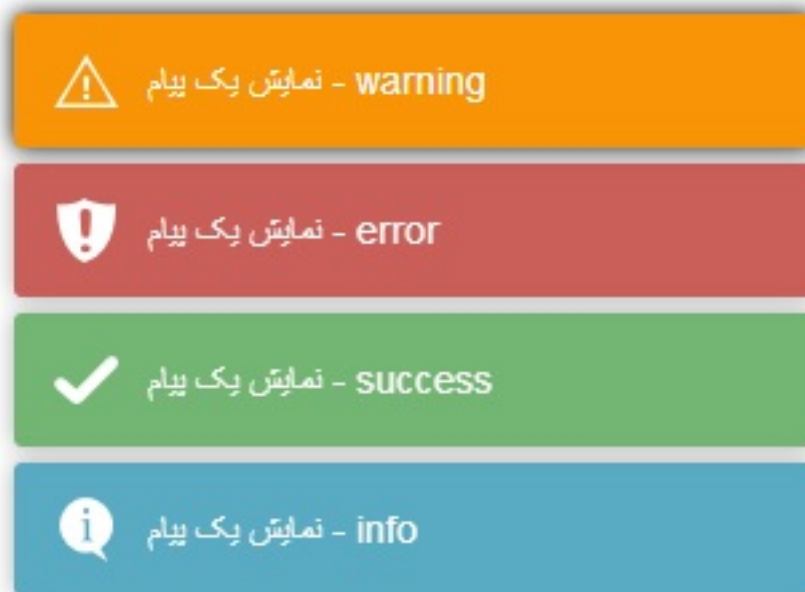 نمایش یک پیام - warning
نمایش یک پیام - error
نمایش یک پیام - success
نمایش یک پیام - info